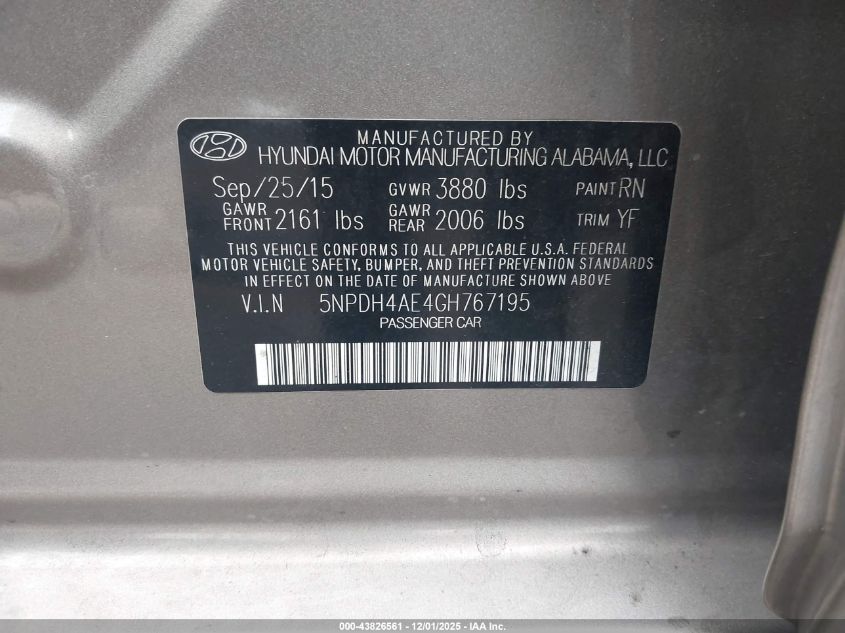 MANUFACTURED BY
HYUNDAI MOTOR MANUFACTURING ALABAMA, LLC
Sep/25/15 GVWR 3880 lbs PAINT RN
GAWR FRONT 2161 lbs GAWR REAR 2006 lbs TRIM YF
THIS VEHICLE CONFORMS TO ALL APPLICABLE U.S.A. FEDERAL
MOTOR VEHICLE SAFETY, BUMPER, AND THEFT PREVENTION STANDARDS
IN EFFECT ON THE DATE OF MANUFACTURE SHOWN ABOVE
V.I.N 5NPDH4AE4GH767195
PASSENGER CAR
000-43826561 - 12/01/2025 - IAA Inc.